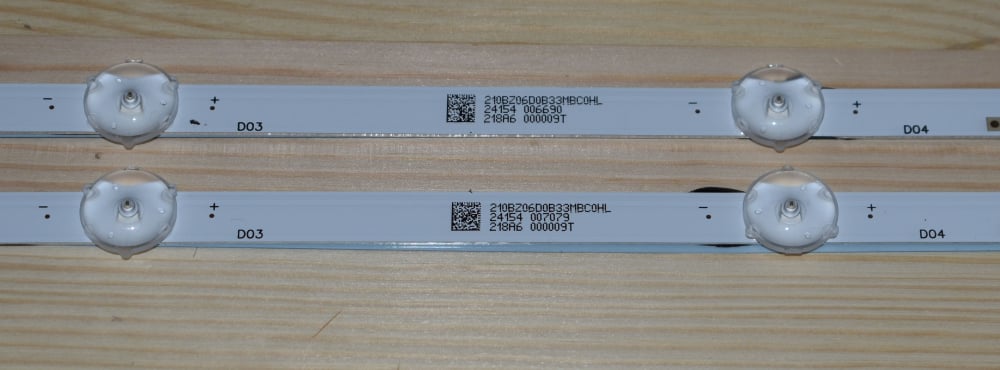 - + - +
210BZ06D0B33MBC0HL
24154 006690
218A6 000009T
D03 D04
- + - +
210BZ06D0B33MBC0HL
24154 007079
218A6 000009T
D03 D04